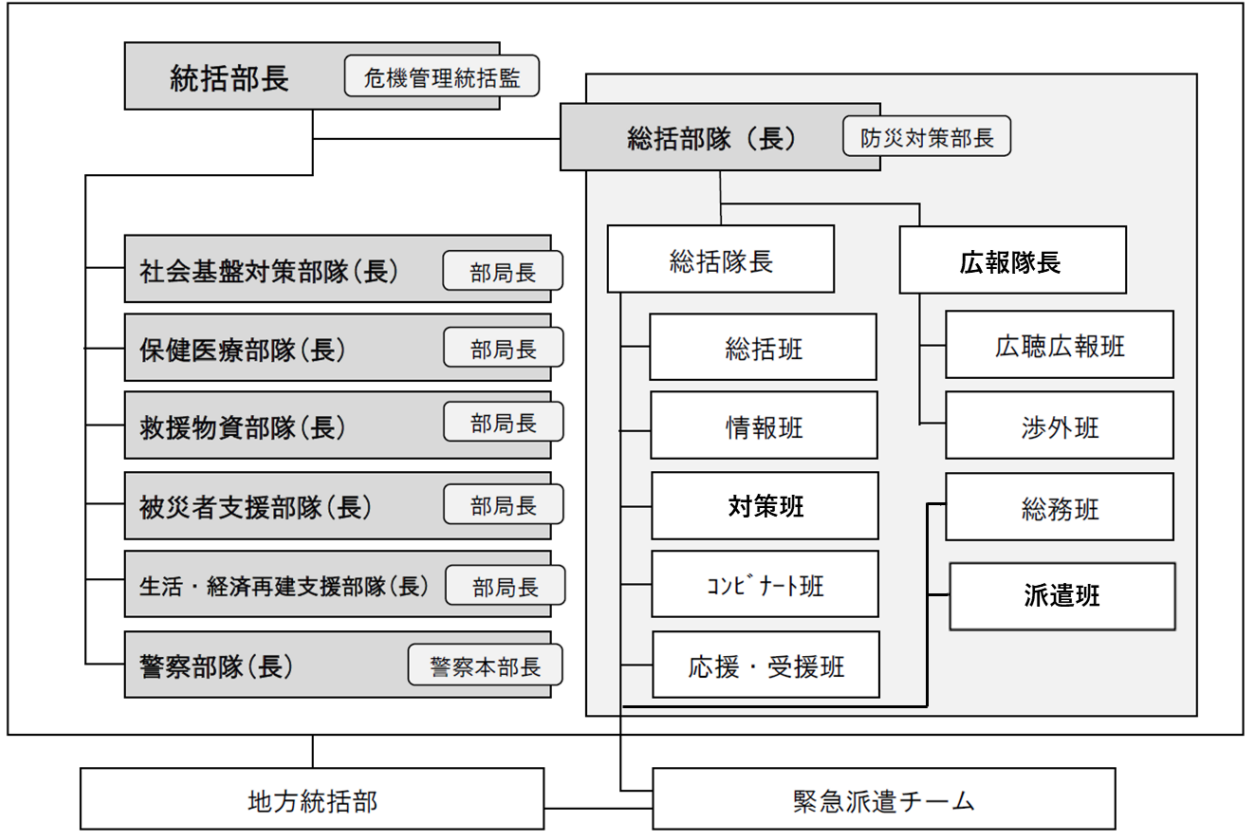 統括部長
危機管理統括監
総括部隊（長）
防災対策部長
社会基盤対策部隊(長)
部局長
保健医療部隊(長)
部局長
救援物資部隊(長)
部局長
被災者支援部隊(長)
部局長
生活・経済再建支援部隊(長)
部局長
警察部隊(長)
警察本部長
総括隊長
総括班
情報班
対策班
ｺﾝﾋﾞﾅｰﾄ班
応援・受援班
広報隊長
広聴広報班
渉外班
総務班
派遣班
地方統括部
緊急派遣チーム